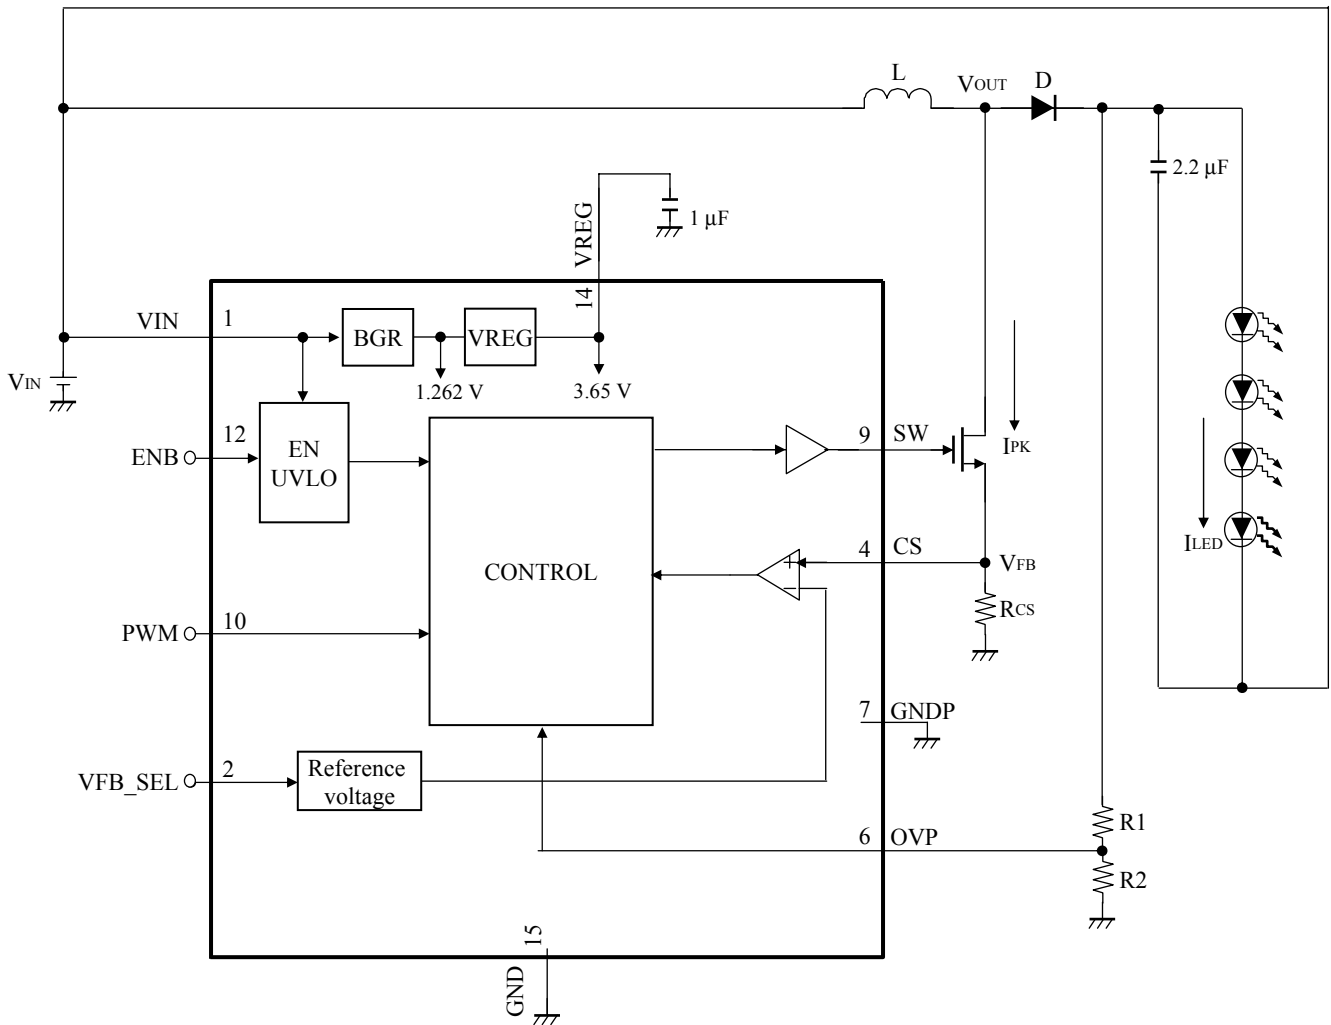 L
VOUT
D
2.2 µF
1 µF
VREG
14
VIN
1
BGR
VREG
1.262 V
3.65 V
VIN
12
ENB
EN
UVLO
9
SW
IPK
ILED
CONTROL
4
CS
VFB
RCS
+
−
PWM
10
7
GNDP
VFB_SEL
2
Reference
voltage
6
OVP
R1
R2
15
GND